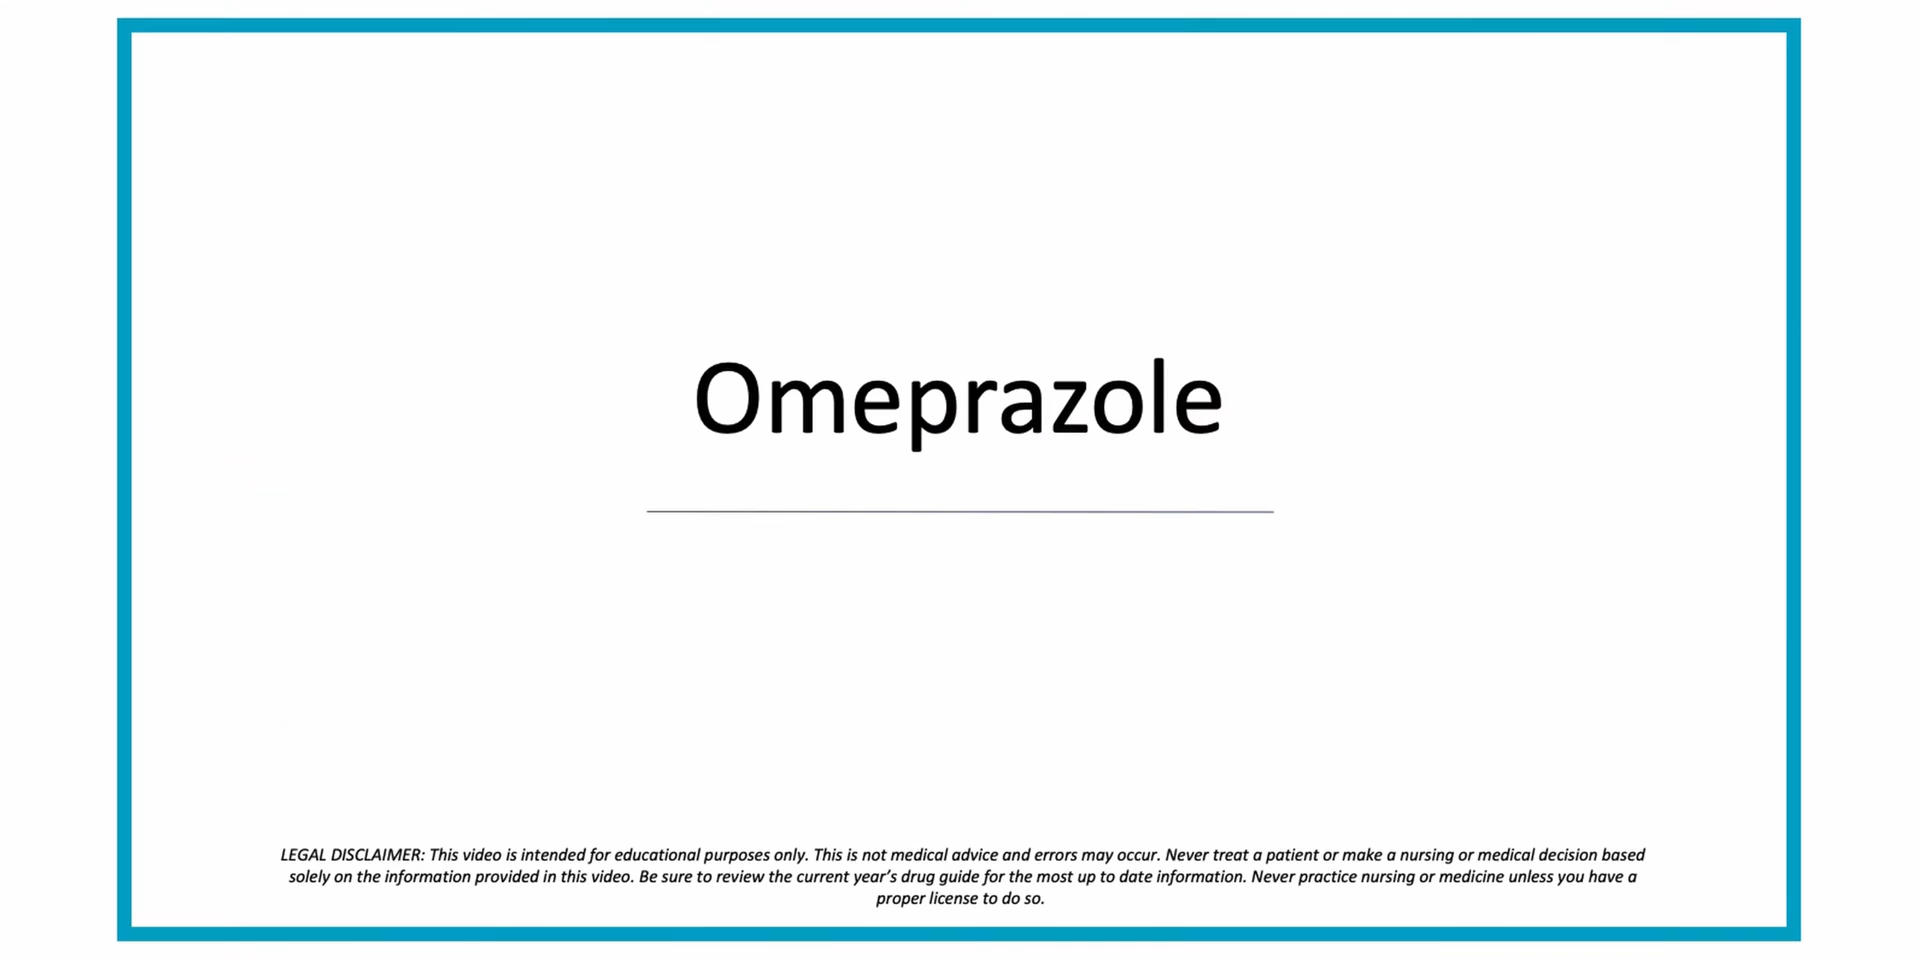 Omeprazole
LEGAL DISCLAIMER: This video is intended for educational purposes only. This is not medical advice and errors may occur. Never treat a patient or make a nursing or medical decision based
solely on the information provided in this video. Be sure to review the current year’s drug guide for the most up to date information. Never practice nursing or medicine unless you have a
proper license to do so.